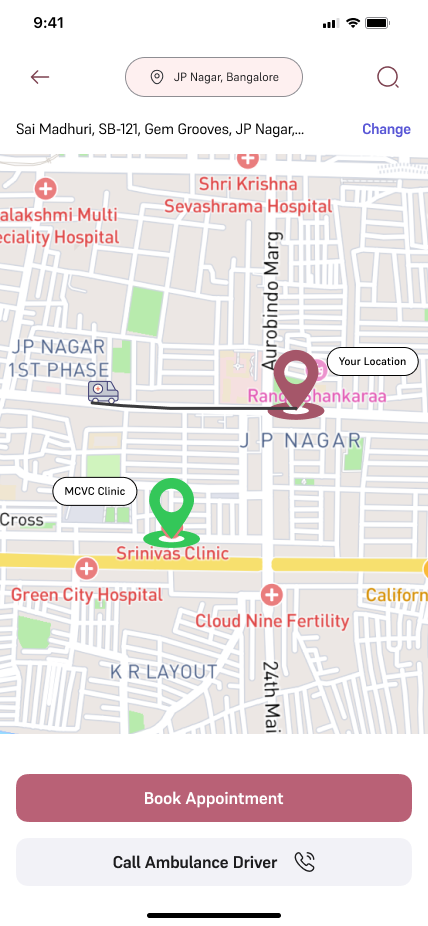 9:41
JP Nagar, Bangalore
Sai Madhuri, SB-121, Gem Grooves, JP Nagar,...
Change
Shri Krishna
Sevashrama Hospital
alakshmi Multi
eciality Hospital
Aurobindo Marg
JP NAGAR
1ST PHASE
Your Location
Rang Shankaraa
J P NAGAR
MCVC Clinic
Cross
Srinivas Clinic
Green City Hospital
Californ
Cloud Nine Fertility
K R LAYOUT
24th Mai
Book Appointment
Call Ambulance Driver